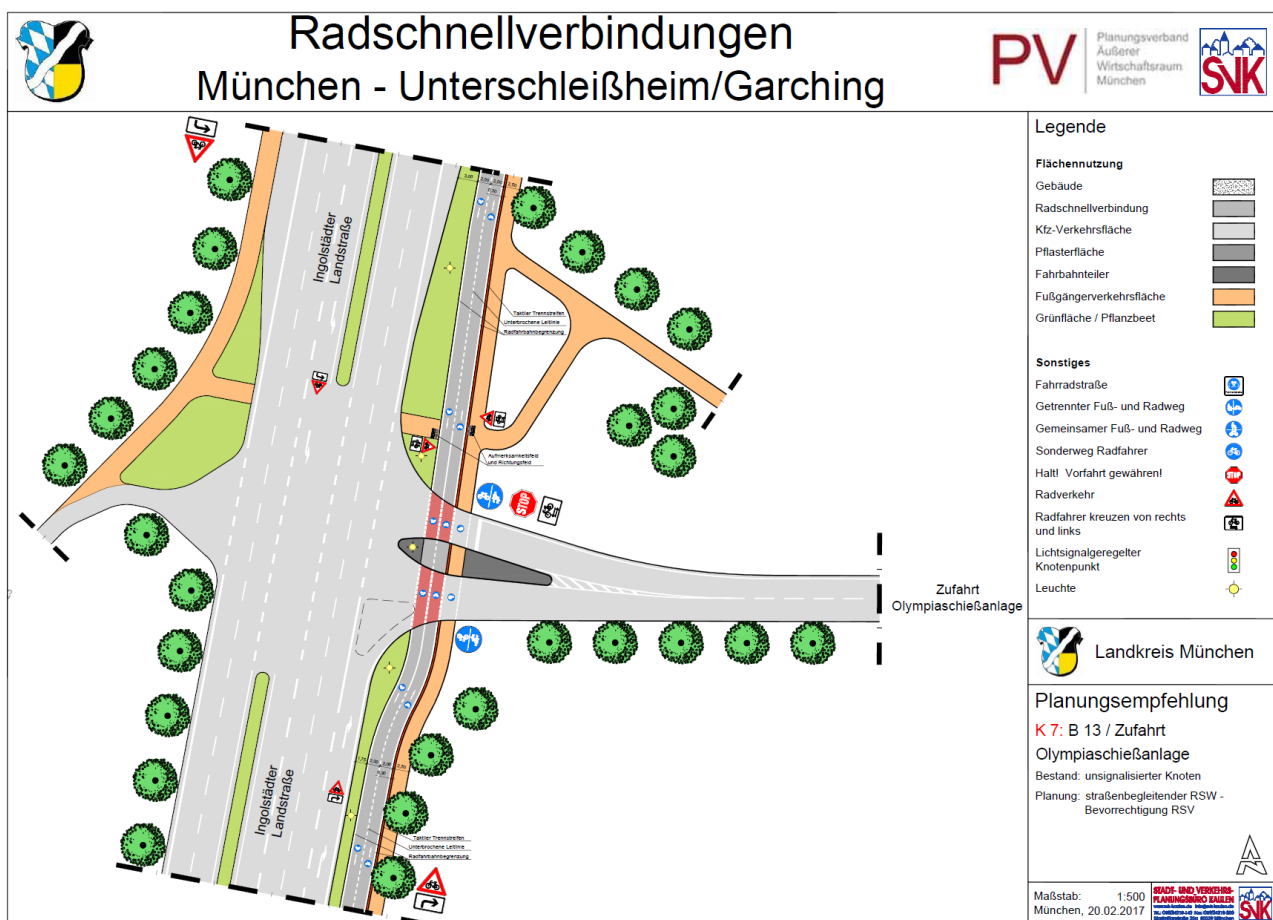 Radschnellverbindungen
München - Unterschleißheim/Garching
PV
Planungsverband
Äußerer
Wirtschaftsraum
München
SVK
Ingolstädter
Landstraße
Taktiler Trennstreifen
Unterbrochene Leitlinie
Radfahrbahnbegrenzung
Aufmerksamkeitsfeld
und Richtungsfeld
STOP
Zufahrt
Olympiaschießanlage
Ingolstädter
Landstraße
Taktiler Trennstreifen
Unterbrochene Leitlinie
Radfahrbahnbegrenzung
Legende
Flächennutzung
Gebäude
Radschnellverbindung
Kfz-Verkehrsfläche
Pflasterfläche
Fahrbahnteiler
Fußgängerverkehrsfläche
Grünfläche / Pflanzbeet
Sonstiges
Fahrradstraße
Getrennter Fuß- und Radweg
Gemeinsamer Fuß- und Radweg
Sonderweg Radfahrer
Halt! Vorfahrt gewähren!
STOP
Radverkehr
Radfahrer kreuzen von rechts
und links
Lichtsignalgeregelter
Knotenpunkt
Leuchte
Landkreis München
Planungsempfehlung
K 7: B 13 / Zufahrt
Olympiaschießanlage
Bestand: unsignalisierter Knoten
Planung: straßenbegleitender RSW -
Bevorrechtigung RSV
Maßstab: 1:500
München, 20.02.2017
STADT- UND VERKEHRS-
PLANUNGSBÜRO KAULEN
SVK